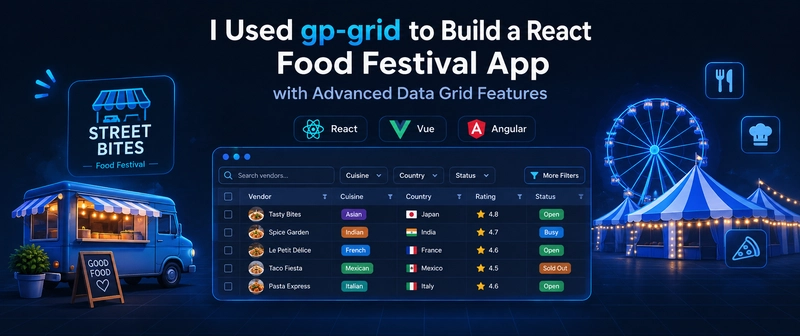 I Used gp-grid to Build a React
Food Festival App
with Advanced Data Grid Features
React
Vue
A Angular
STREET
BITES
Food Festival
GOOD
FOOD
Search vendors...
Cuisine
Country
Status
More Filters
Vendor Cuisine Country Rating Status
Tasty Bites Asian Japan 4.8 Open
Spice Garden Indian India 4.7 Busy
Le Petit Délice French France 4.6 Open
Taco Fiesta Mexican Mexico 4.5 Sold Out
Pasta Express Italian Italy 4.6 Open